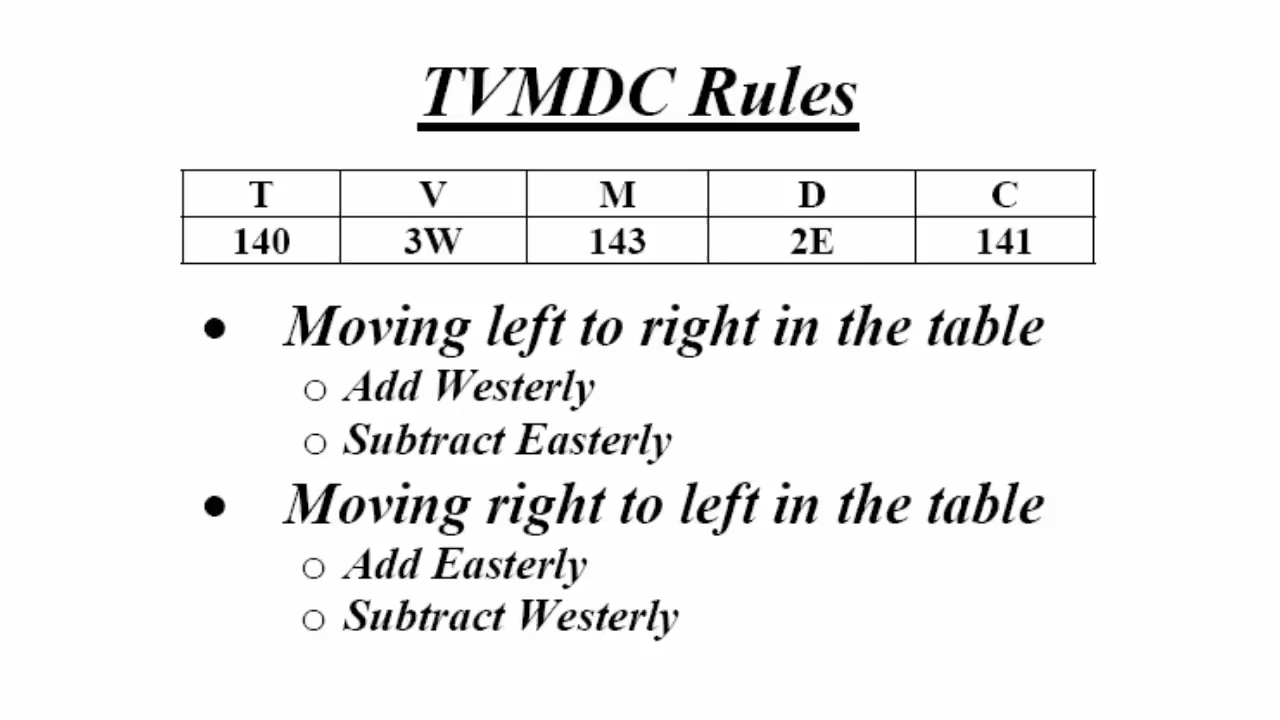 TVMDC Rules
T V M D C
140 3W 143 2E 141
• Moving left to right in the table
o Add Westerly
o Subtract Easterly
• Moving right to left in the table
o Add Easterly
o Subtract Westerly